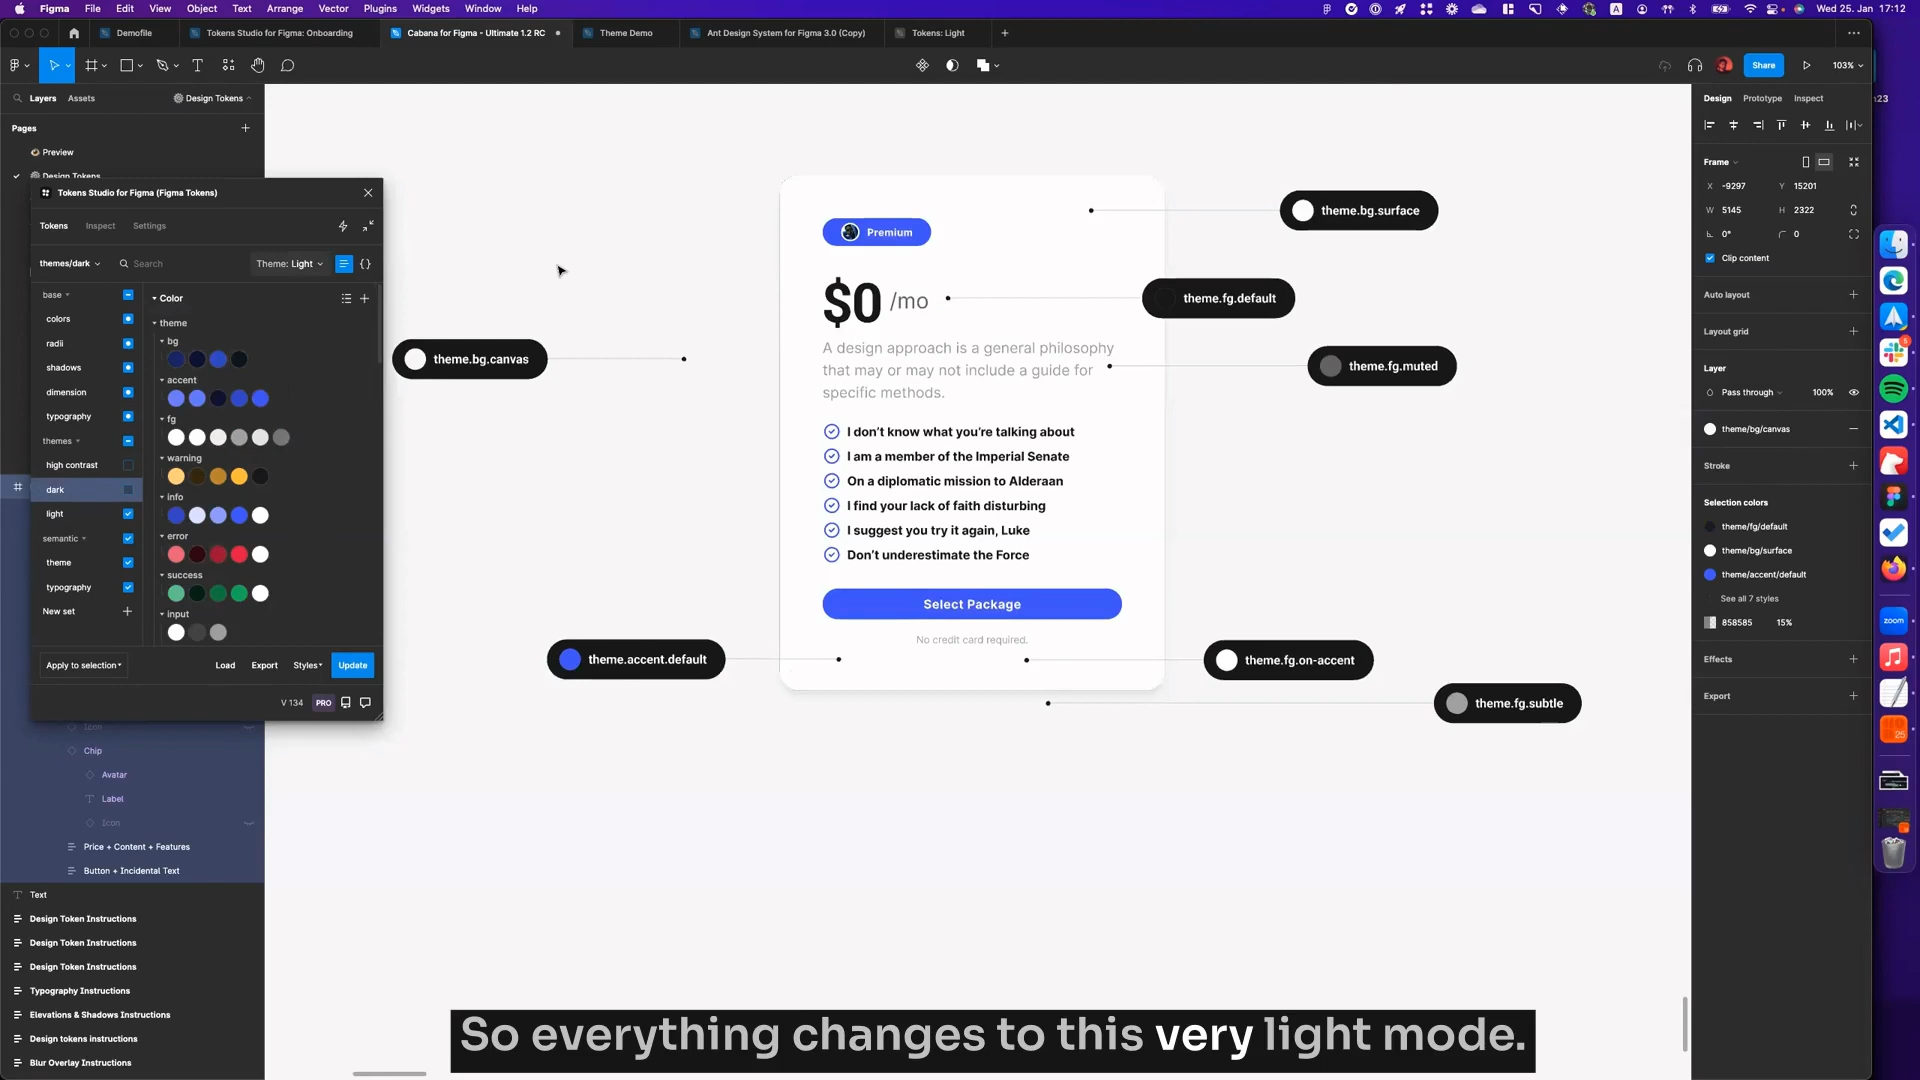 Figma File Edit View Object Text Arrange Vector Plugins Widgets Window Help
A
Wed 25. Jan 17:12
Demofile
Tokens Studio for Figma: Onboarding
Cabana for Figma - Ultimate 1.2 RC
Theme Demo
Ant Design System for Figma 3.0 (Copy)
Tokens: Light
Share
103%
Layers Assets
Design Tokens
Design Prototype Inspect
n23
Pages
Preview
Design Tokens
Tokens Studio for Figma (Figma Tokens)
Tokens Inspect Settings
themes/dark
Search
Theme: Light
base
colors
radii
shadows
dimension
typography
themes
high contrast
dark
light
semantic
theme
typography
New set
Color
theme
bg
accent
fg
warning
info
error
success
input
Apply to selection
Load
Export
Styles
Update
V 134
PRO
Icon
Chip
Avatar
Label
Icon
Price + Content + Features
Button + Incidental Text
Text
Design Token Instructions
Design Token Instructions
Design Token Instructions
Typography Instructions
Elevations & Shadows Instructions
Design tokens instructions
Blur Overlay Instructions
Premium
$0 /mo
A design approach is a general philosophy
that may or may not include a guide for
specific methods.
I don't know what you're talking about
I am a member of the Imperial Senate
On a diplomatic mission to Alderaan
I find your lack of faith disturbing
I suggest you try it again, Luke
Don't underestimate the Force
Select Package
No credit card required.
theme.bg.surface
theme.fg.default
theme.bg.canvas
theme.fg.muted
theme.accent.default
theme.fg.on-accent
theme.fg.subtle
Frame
X -9297 Y 15201
W 5145 H 2322
0° 0
Clip content
Auto layout
Layout grid
Layer
Pass through 100%
theme/bg/canvas
Stroke
Selection colors
theme/fg/default
theme/bg/surface
theme/accent/default
See all 7 styles
858585 15%
Effects
Export
5
zoom
25
So everything changes to this very light mode.